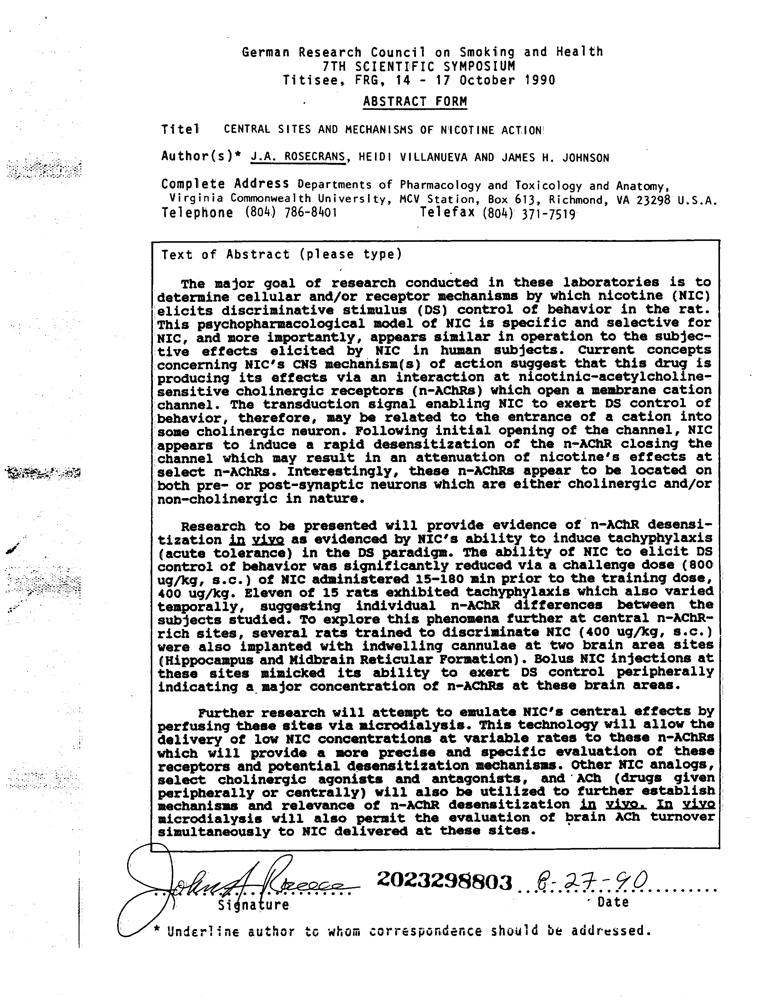 German Research Council on Smoking and Health
7TH SCIENTIFIC SYMPOSIUM
Titisee, FRG, 14 - 17 October 1990
ABSTRACT FORM
Titel CENTRAL SITES AND MECHANISMS OF NICOTINE ACTION
Author(s)* J.A. ROSECRANS, HEIDI VILLANUEVA AND JAMES H. JOHNSON
Complete Address Departments of Pharmacology and Toxicology and Anatomy,
Virginia Commonwealth University, MCV Station, Box 613, Richmond, VA 23298 U.S.A.
Telephone (804) 786-8401 Telefax (804) 371-7519
Text of Abstract (please type)
The major goal of research conducted in these laboratories is to
determine cellular and/or receptor mechanisms by which nicotine (NIC)
elicits discriminative stimulus (DS) control of behavior in the rat.
This psychopharmacological model of NIC is specific and selective for
NIC, and more importantly, appears similar in operation to the subjec-
tive effects elicited by NIC in human subjects. Current concepts
concerning NIC's CNS mechanism(s) of action suggest that this drug is
producing its effects via an interaction at nicotinic-acetylcholine-
sensitive cholinergic receptors (n-AChRs) which open a membrane cation
channel. The transduction signal enabling NIC to exert DS control of
behavior, therefore, may be related to the entrance of a cation into
some cholinergic neuron. Following initial opening of the channel, NIC
appears to induce a rapid desensitization of the n-AChR closing the
channel which may result in an attenuation of nicotine's effects at
select n-AChRs. Interestingly, these n-AChRs appear to be located on
both pre- or post-synaptic neurons which are either cholinergic and/or
non-cholinergic in nature.
Research to be presented will provide evidence of n-AChR desensi-
tization in vivo as evidenced by NIC's ability to induce tachyphylaxis
(acute tolerance) in the DS paradigm. The ability of NIC to elicit DS
control of behavior was significantly reduced via a challenge dose (800
ug/kg, s.c.) of NIC administered 15-180 min prior to the training dose,
400 ug/kg. Eleven of 15 rats exhibited tachyphylaxis which also varied
temporally, suggesting individual n-AChR differences between the
subjects studied. To explore this phenomena further at central n-AChR-
rich sites, several rats trained to discriminate NIC (400 ug/kg, s.c.)
were also implanted with indwelling cannulae at two brain area sites
(Hippocampus and Midbrain Reticular Formation). Bolus NIC injections at
these sites mimicked its ability to exert DS control peripherally
indicating a major concentration of n-AChRs at these brain areas.
Further research will attempt to emulate NIC's central effects by
perfusing these sites via microdialysis. This technology will allow the
delivery of low NIC concentrations at variable rates to these n-AChRs
which will provide a more precise and specific evaluation of these
receptors and potential desensitization mechanisms. Other NIC analogs,
select cholinergic agonists and antagonists, and ACh (drugs given
peripherally or centrally) will also be utilized to further establish
mechanisms and relevance of n-AChR desensitization in vivo. In vivo
microdialysis will also permit the evaluation of brain ACh turnover
simultaneously to NIC delivered at these sites.
2023298803 8-27-90
Signature Date
* Underline author to whom correspondence should be addressed.